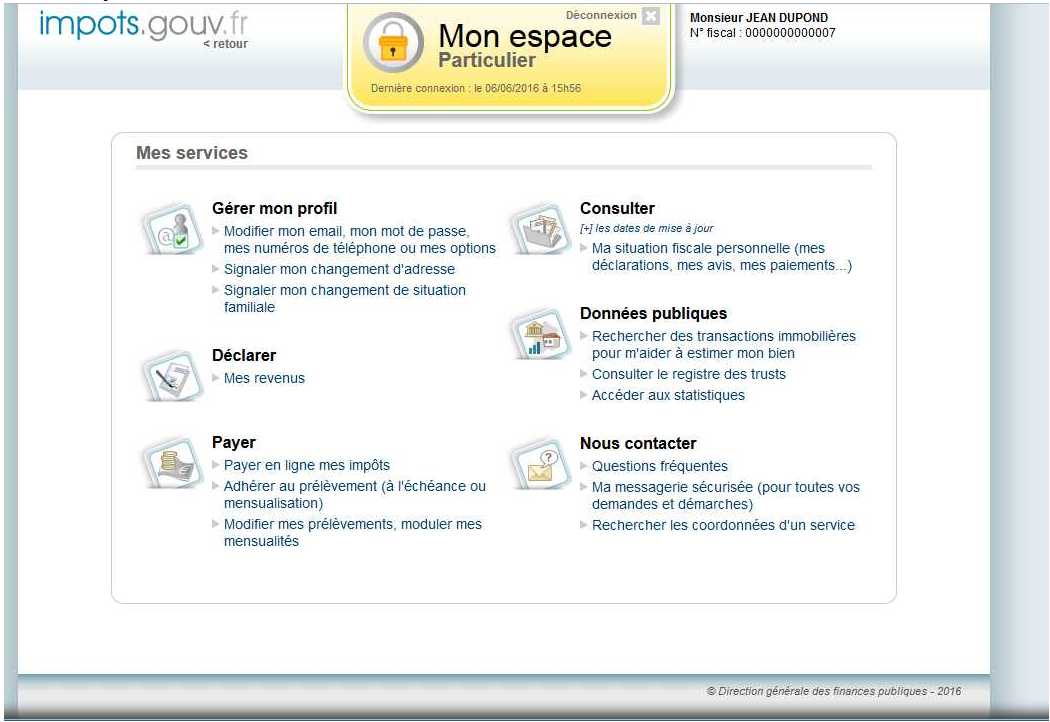 impots.gouv.fr
< retour
Déconnexion
Mon espace
Particulier
Dernière connexion : le 06/06/2016 à 15h56
Monsieur JEAN DUPOND
N° fiscal : 0000000000007
Mes services
Gérer mon profil
Modifier mon email, mon mot de passe,
mes numéros de téléphone ou mes options
Signaler mon changement d'adresse
Signaler mon changement de situation
familiale
Déclarer
Mes revenus
Payer
Payer en ligne mes impôts
Adhérer au prélèvement (à l'échéance ou
mensualisation)
Modifier mes prélèvements, moduler mes
mensualités
Consulter
[+] les dates de mise à jour
Ma situation fiscale personnelle (mes
déclarations, mes avis, mes paiements...)
Données publiques
Rechercher des transactions immobilières
pour m'aider à estimer mon bien
Consulter le registre des trusts
Accéder aux statistiques
Nous contacter
Questions fréquentes
Ma messagerie sécurisée (pour toutes vos
demandes et démarches)
Rechercher les coordonnées d'un service
© Direction générale des finances publiques - 2016